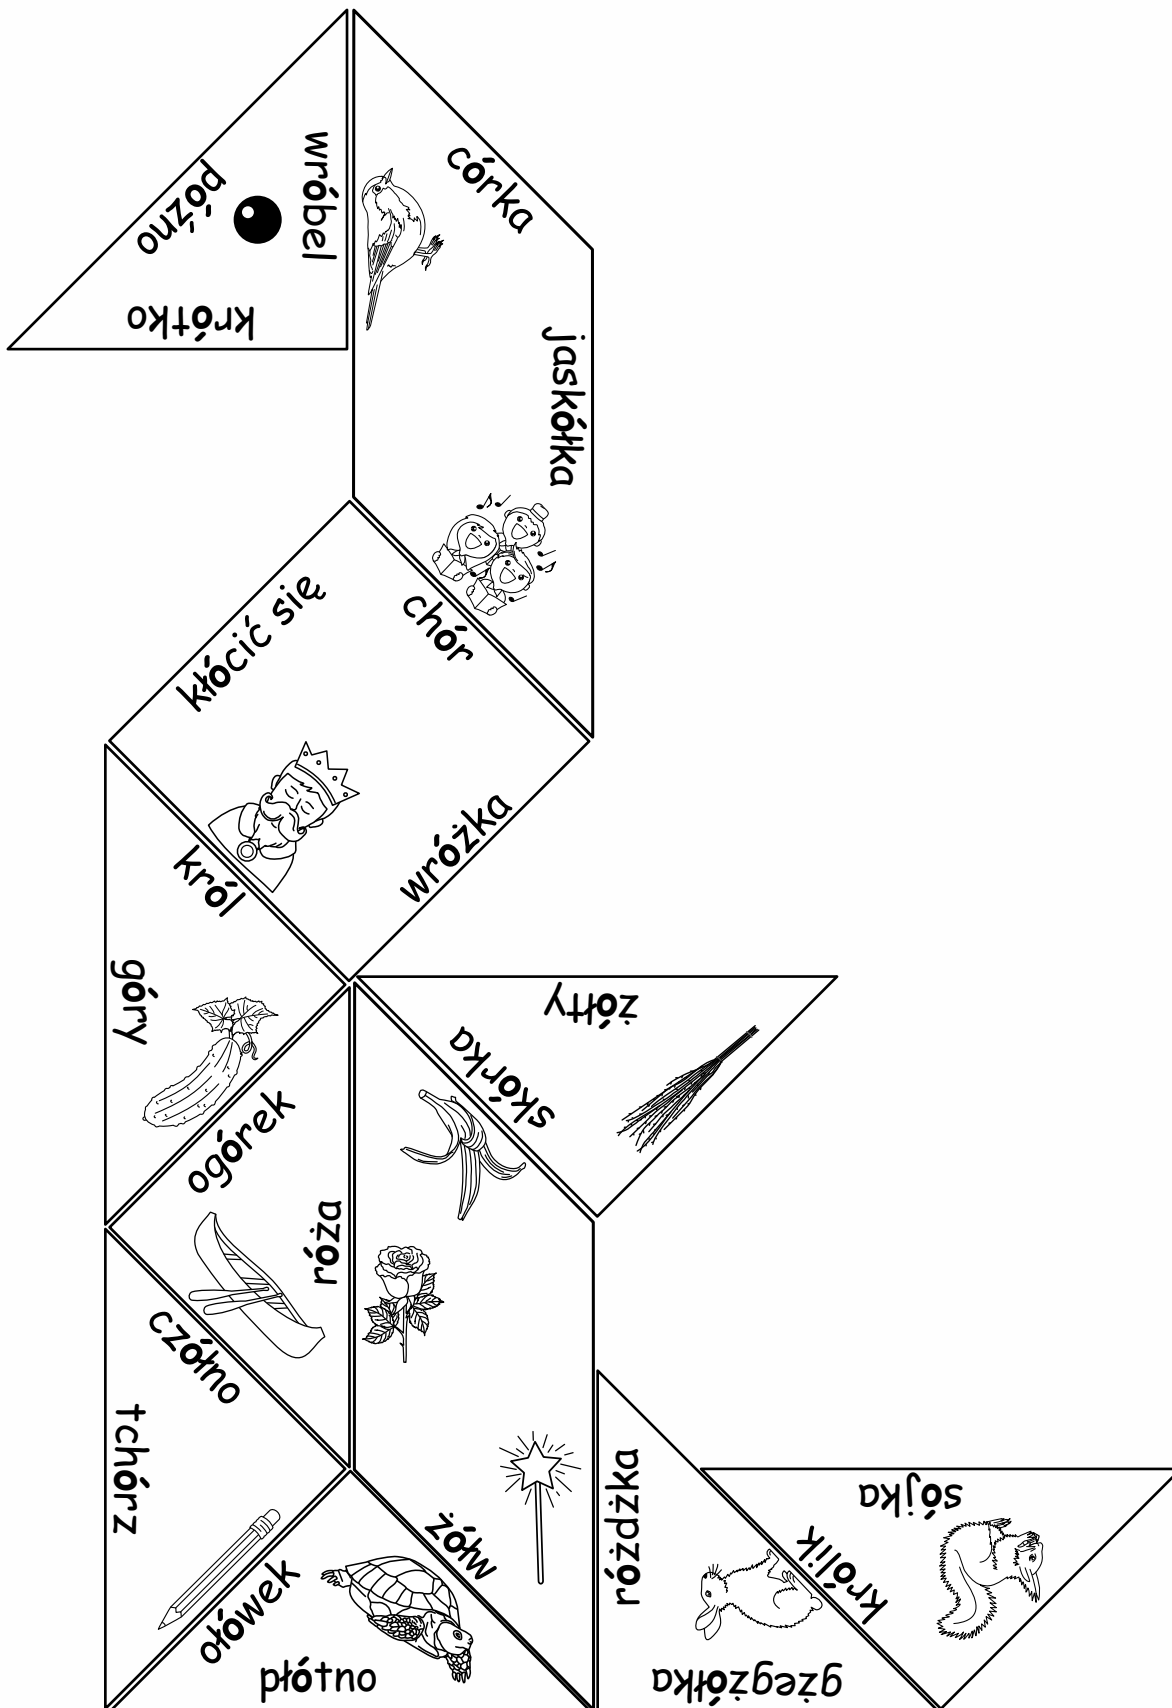 wróbel
późno
krótko
córka
jaskółka
kłócić się
chór
wróżka
król
góry
żółty
skórka
ogórek
róża
czółno
tchórz
żółw
ołówek
płótno
różdżka
sójka
królik
gżegżółka